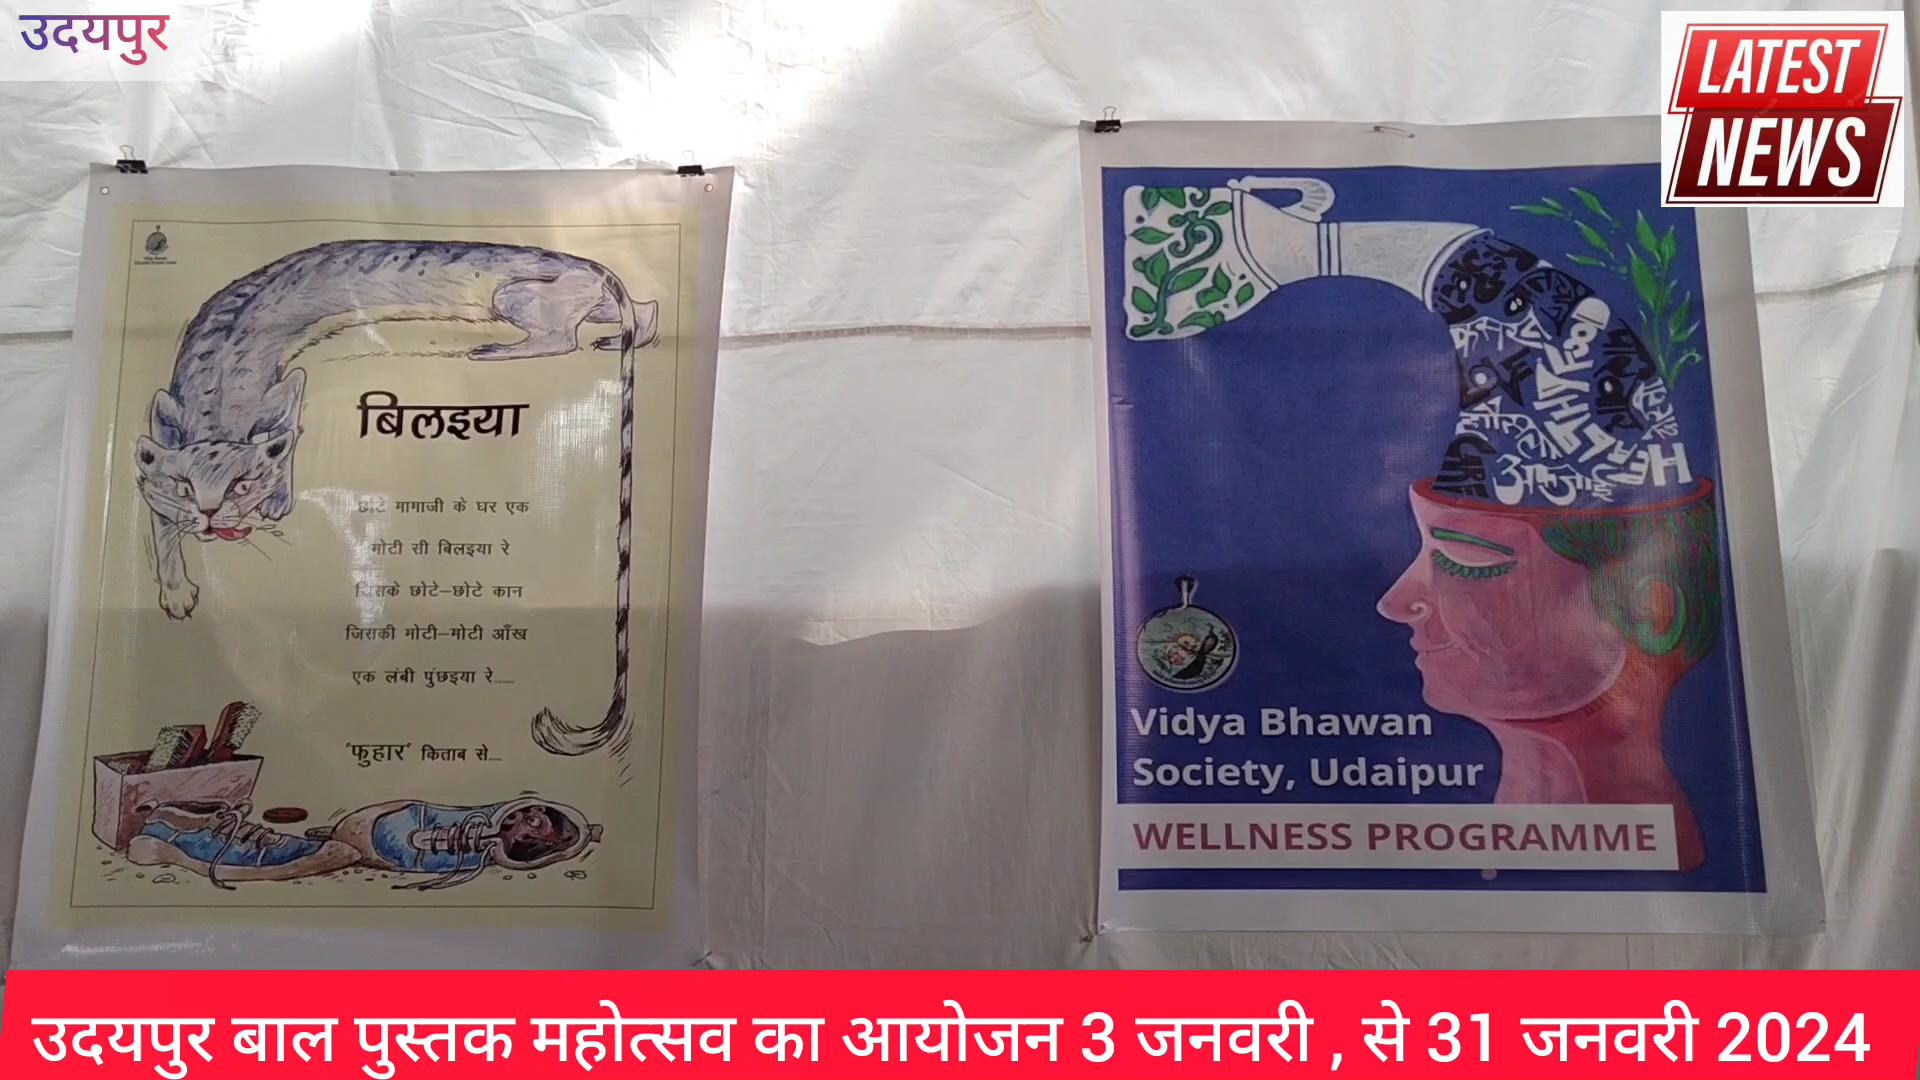 उदयपुर
LATEST
NEWS
बिलइया
छोटे मामाजी के घर एक
मोटी सी बिलइया रे
जिसके छोटे–छोटे कान
जिसकी मोटी–मोटी आँख
एक लंबी पुंछइया रे.......
"फुहार" किताब से.....
Vidya Bhawan
Society, Udaipur
WELLNESS PROGRAMME
उदयपुर बाल पुस्तक महोत्सव का आयोजन 3 जनवरी , से 31 जनवरी 2024